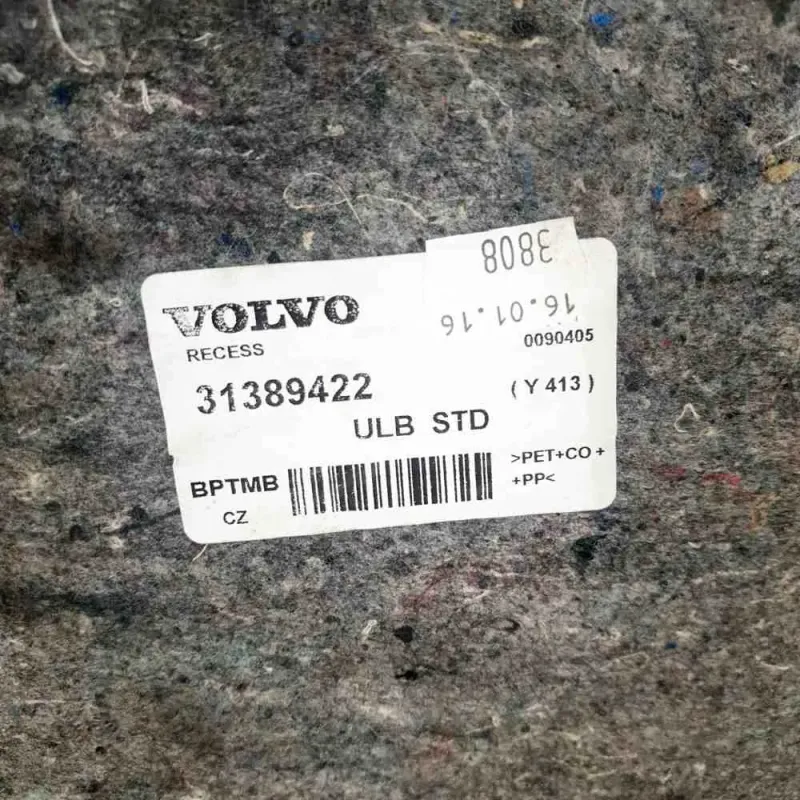 3808
16.01.16
VOLVO
RECESS
0090405
31389422
( Y 413 )
ULB STD
BPTMB
>PET+CO+
+PP<
CZ